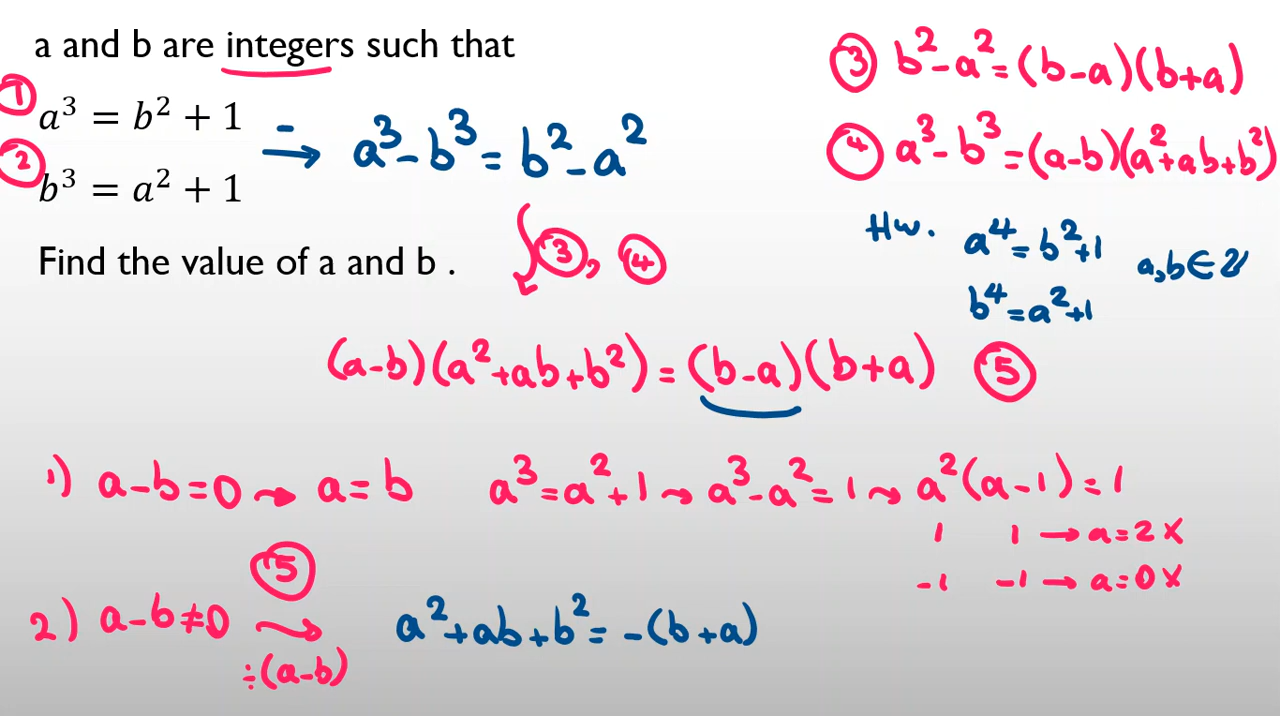 a and b are integers such that
① a³ = b² + 1
② b³ = a² + 1
Find the value of a and b .
- → a³ - b³ = b² - a²
③, ④
③ b² - a² = (b-a)(b+a)
④ a³ - b³ = (a-b)(a²+ab+b²)
Hw. a⁴ = b²+1
b⁴ = a²+1
a,b ∈ ℤ
(a-b)(a²+ab+b²) = (b-a)(b+a) ⑤
1) a-b=0 → a=b a³=a²+1 → a³-a²=1 → a²(a-1)=1
1 1 → a=2 ×
-1 -1 → a=0 ×
2) a-b≠0 ⑤ → ÷(a-b) a²+ab+b² = -(b+a)